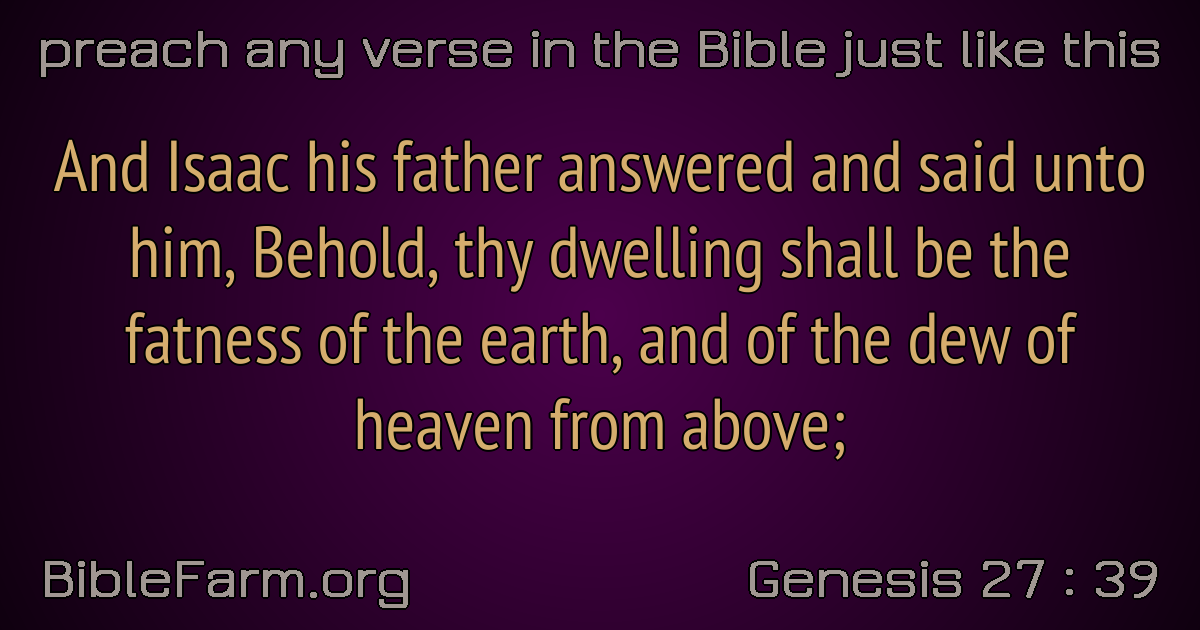 preach any verse in the Bible just like this
And Isaac his father answered and said unto
him, Behold, thy dwelling shall be the
fatness of the earth, and of the dew of
heaven from above;
BibleFarm.org
Genesis 27 : 39